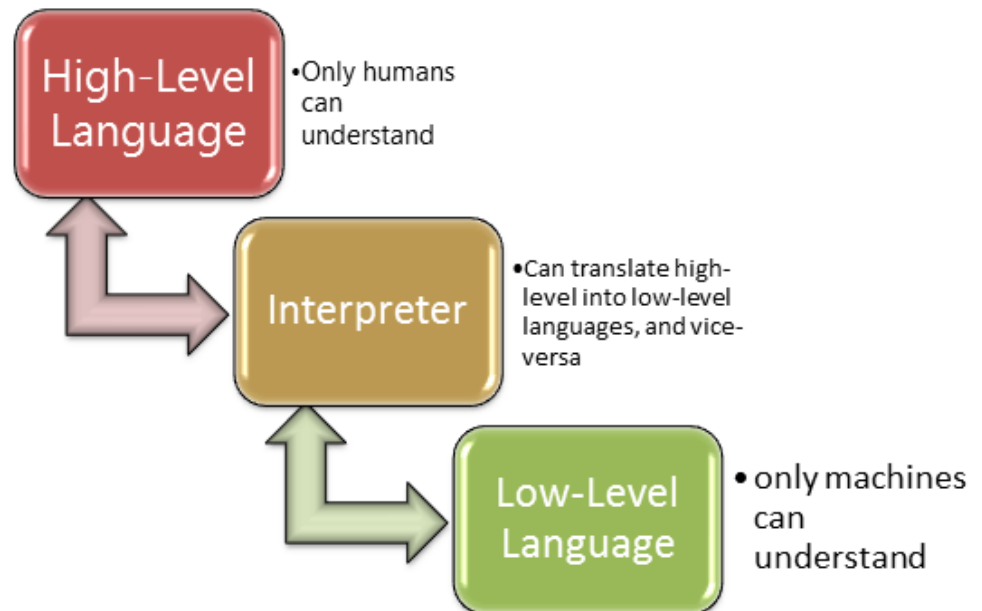 High-Level
Language
•Only humans
can
understand
Interpreter
•Can translate high-
level into low-level
languages, and vice-
versa
Low-Level
Language
• only machines
can
understand